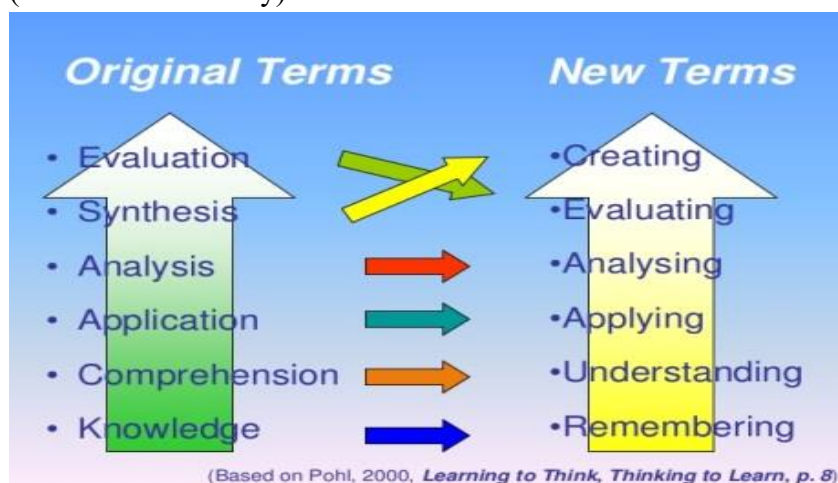 Original Terms New Terms
• Evaluation •Creating
• Synthesis •Evaluating
• Analysis •Analysing
• Application •Applying
• Comprehension •Understanding
• Knowledge •Remembering
(Based on Pohl, 2000, Learning to Think, Thinking to Learn, p. 8)